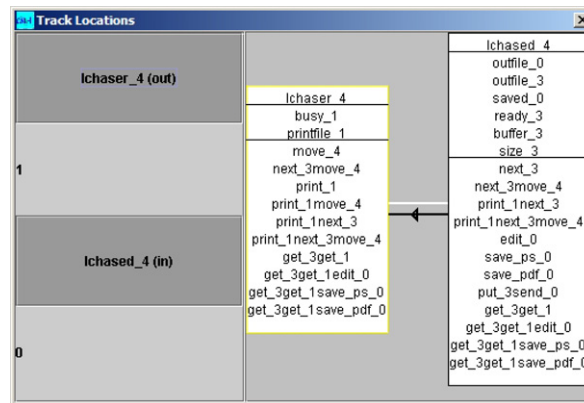 Track Locations
lchaser_4 (out)
1
lchased_4 (in)
0
lchaser_4
busy_1
printfile_1
move_4
next_3move_4
print_1
print_1move_4
print_1next_3
print_1next_3move_4
get_3get_1
get_3get_1edit_0
get_3get_1save_ps_0
get_3get_1save_pdf_0
lchased_4
outfile_0
outfile_3
saved_0
ready_3
buffer_3
size_3
next_3
next_3move_4
print_1next_3
print_1next_3move_4
edit_0
save_ps_0
save_pdf_0
put_3send_0
get_3get_1
get_3get_1edit_0
get_3get_1save_ps_0
get_3get_1save_pdf_0